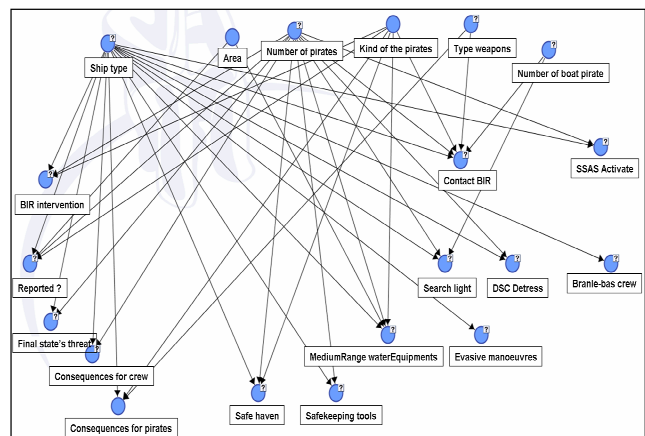 Ship type
Area
Number of pirates
Kind of the pirates
Type weapons
Number of boat pirate
SSAS Activate
Contact BIR
BIR intervention
Reported ?
Search light
DSC Detress
Branle-bas crew
Final state's threat
MediumRange waterEquipments
Evasive manoeuvres
Consequences for crew
Safe haven
Safekeeping tools
Consequences for pirates